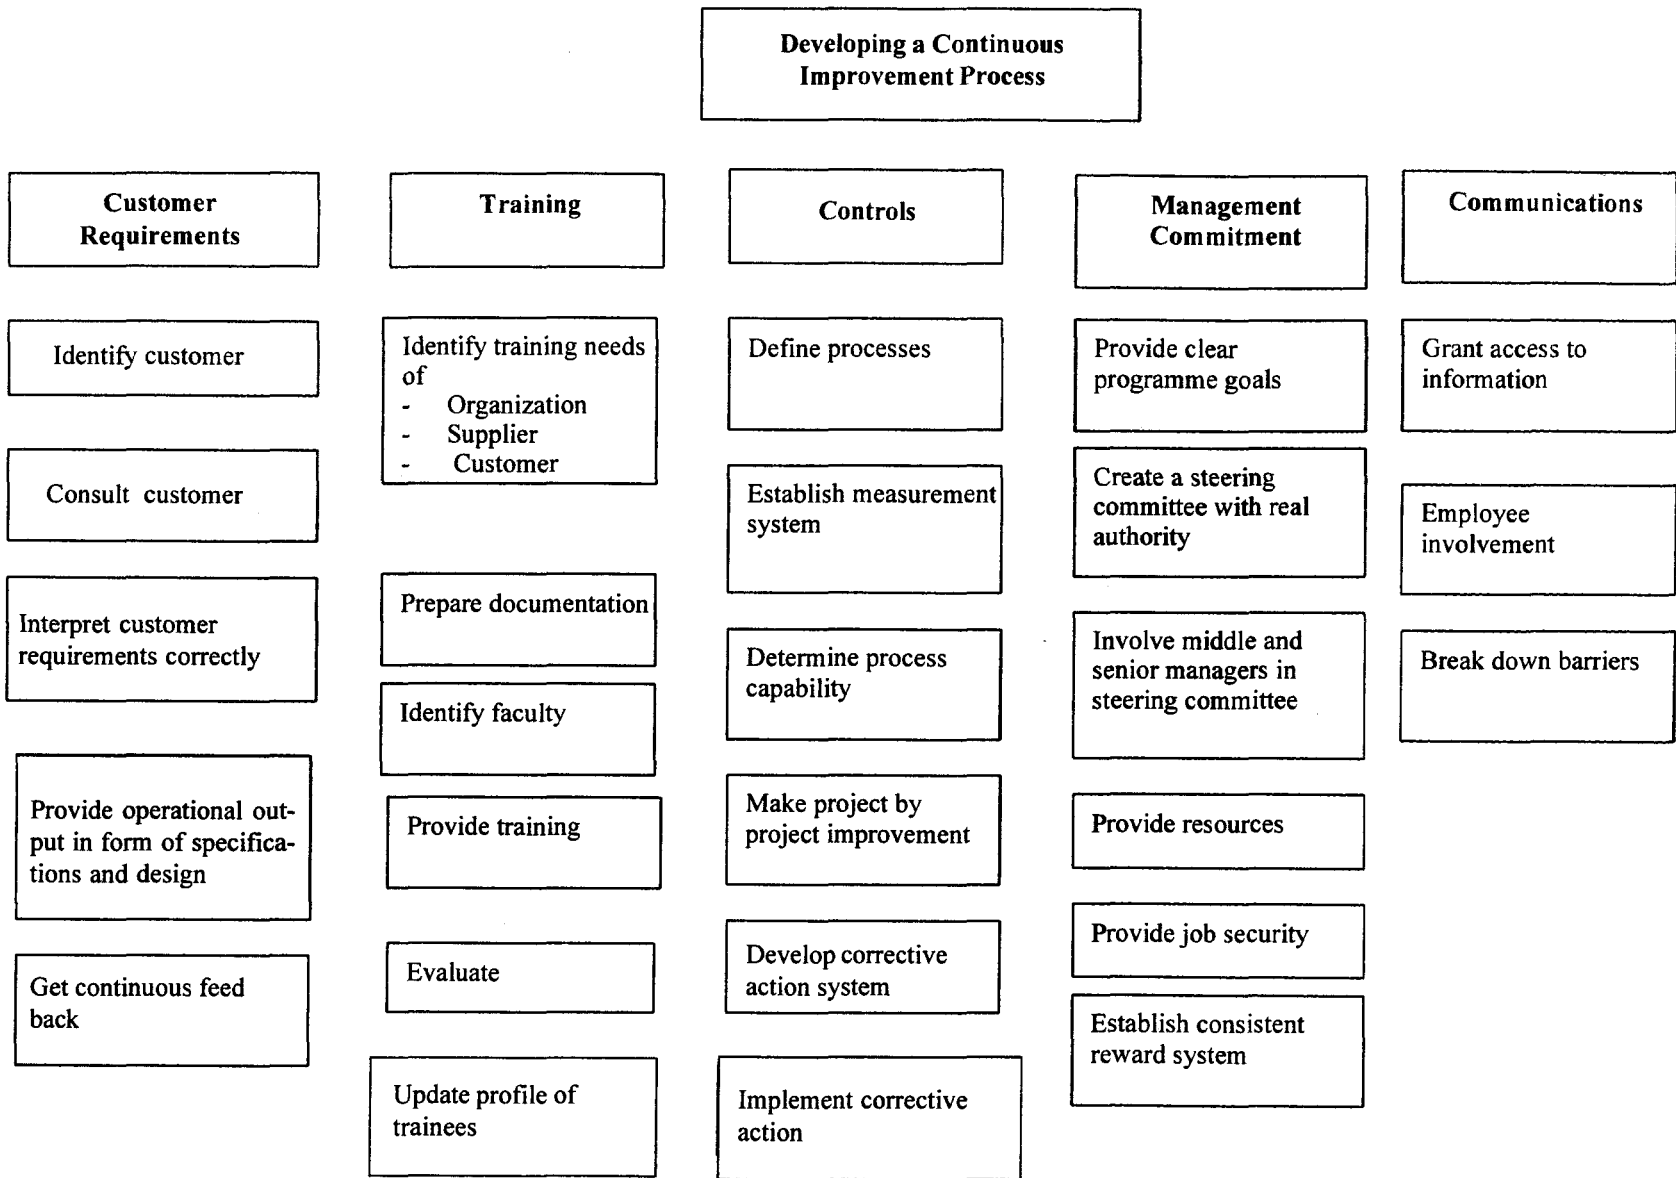 Developing a Continuous
Improvement Process
Customer
Requirements
Identify customer
Consult customer
Interpret customer
requirements correctly
Provide operational out-
put in form of specifica-
tions and design
Get continuous feed
back
Training
Identify training needs
of
- Organization
- Supplier
- Customer
Prepare documentation
Identify faculty
Provide training
Evaluate
Update profile of
trainees
Controls
Define processes
Establish measurement
system
Determine process
capability
Make project by
project improvement
Develop corrective
action system
Implement corrective
action
Management
Commitment
Provide clear
programme goals
Create a steering
committee with real
authority
Involve middle and
senior managers in
steering committee
Provide resources
Provide job security
Establish consistent
reward system
Communications
Grant access to
information
Employee
involvement
Break down barriers